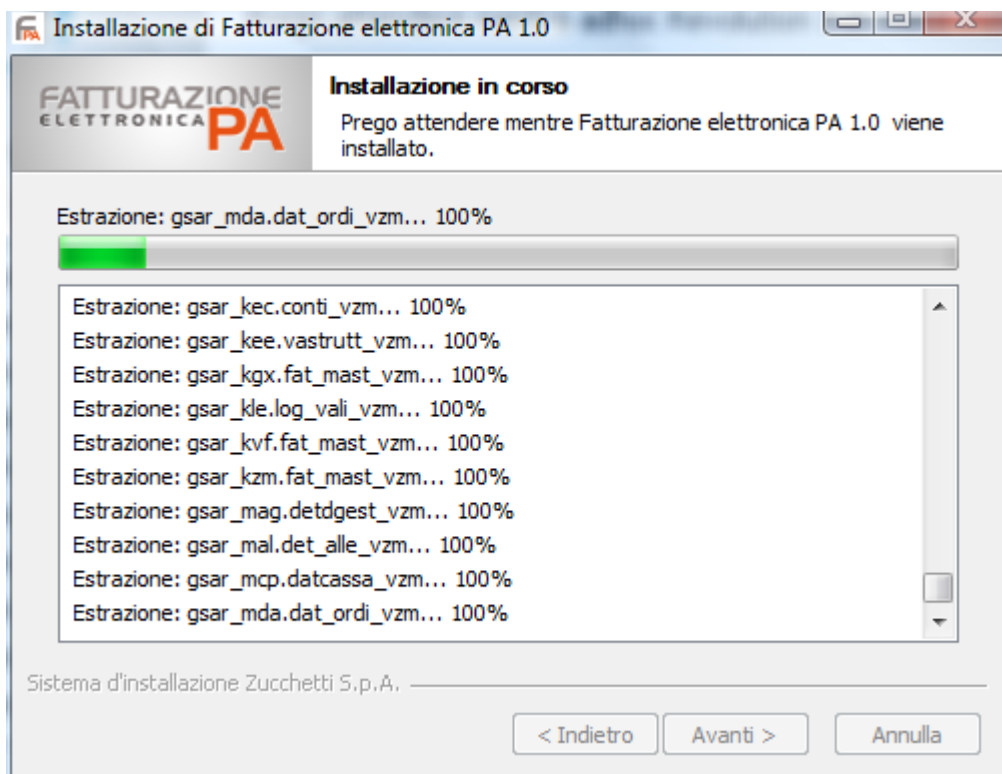 Installazione di Fatturazione elettronica PA 1.0
FATTURAZIONE
ELETTRONICA PA
Installazione in corso
Prego attendere mentre Fatturazione elettronica PA 1.0 viene
installato.
Estrazione: gsar_mda.dat_ordi_vzm... 100%
Estrazione: gsar_kec.conti_vzm... 100%
Estrazione: gsar_kee.vastrutt_vzm... 100%
Estrazione: gsar_kgx.fat_mast_vzm... 100%
Estrazione: gsar_kle.log_vali_vzm... 100%
Estrazione: gsar_kvf.fat_mast_vzm... 100%
Estrazione: gsar_kzm.fat_mast_vzm... 100%
Estrazione: gsar_mag.detdgest_vzm... 100%
Estrazione: gsar_mal.det_alle_vzm... 100%
Estrazione: gsar_mcp.datcassa_vzm... 100%
Estrazione: gsar_mda.dat_ordi_vzm... 100%
Sistema d'installazione Zucchetti S.p.A.
< Indietro
Avanti >
Annulla